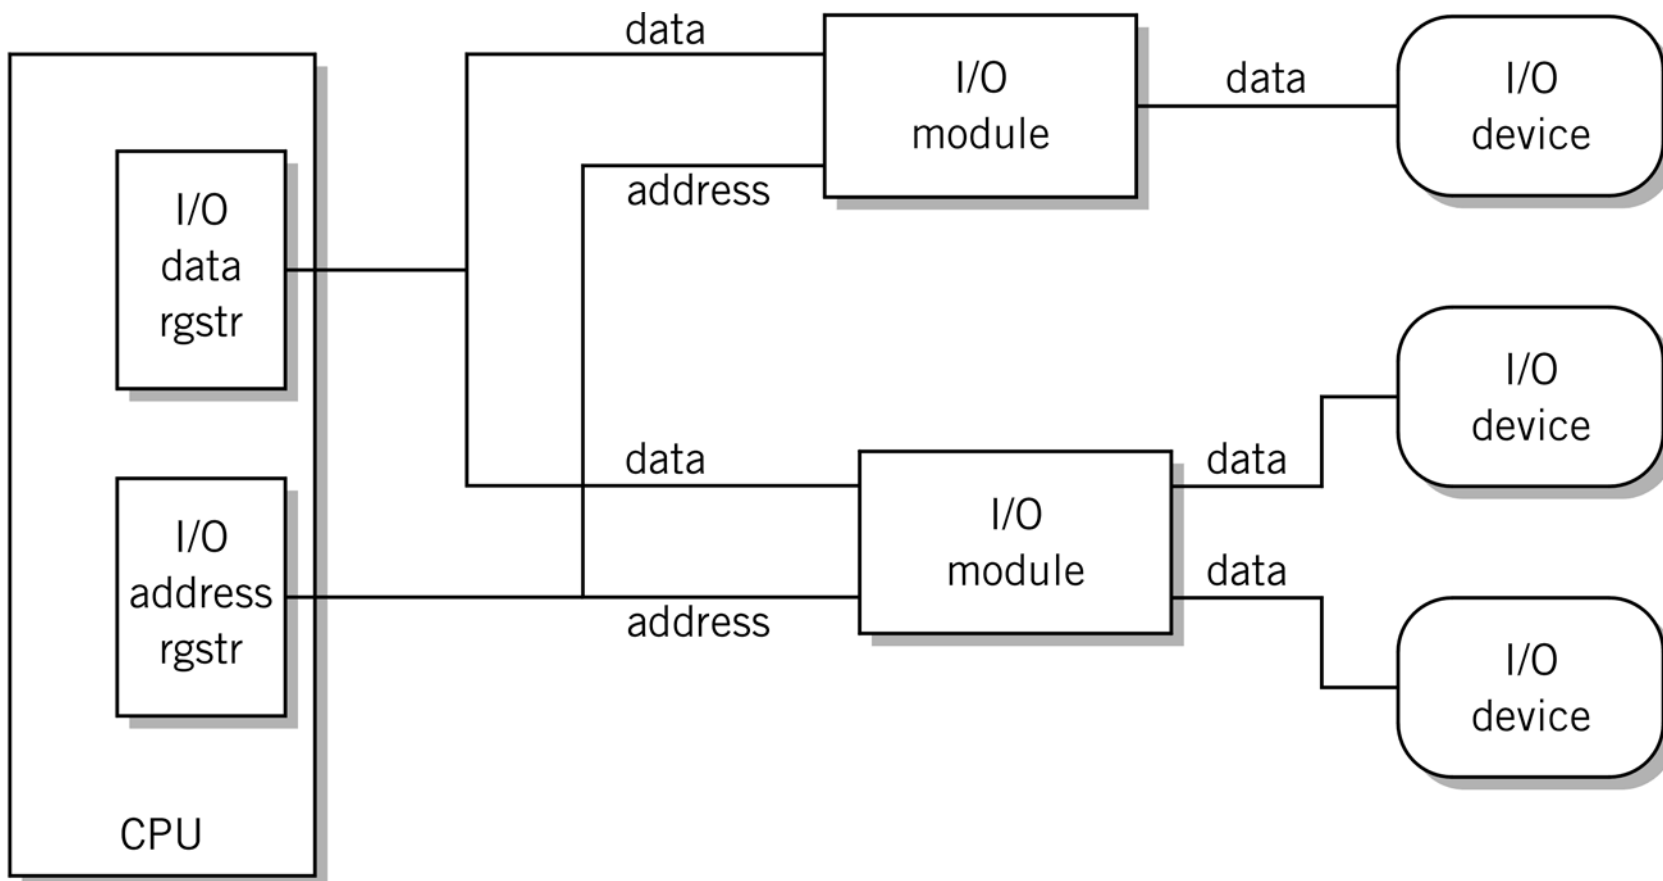 data
I/O
module
data
I/O
device
address
I/O
data
rgstr
I/O
device
data
I/O
module
data
I/O
address
rgstr
address
data
I/O
device
CPU